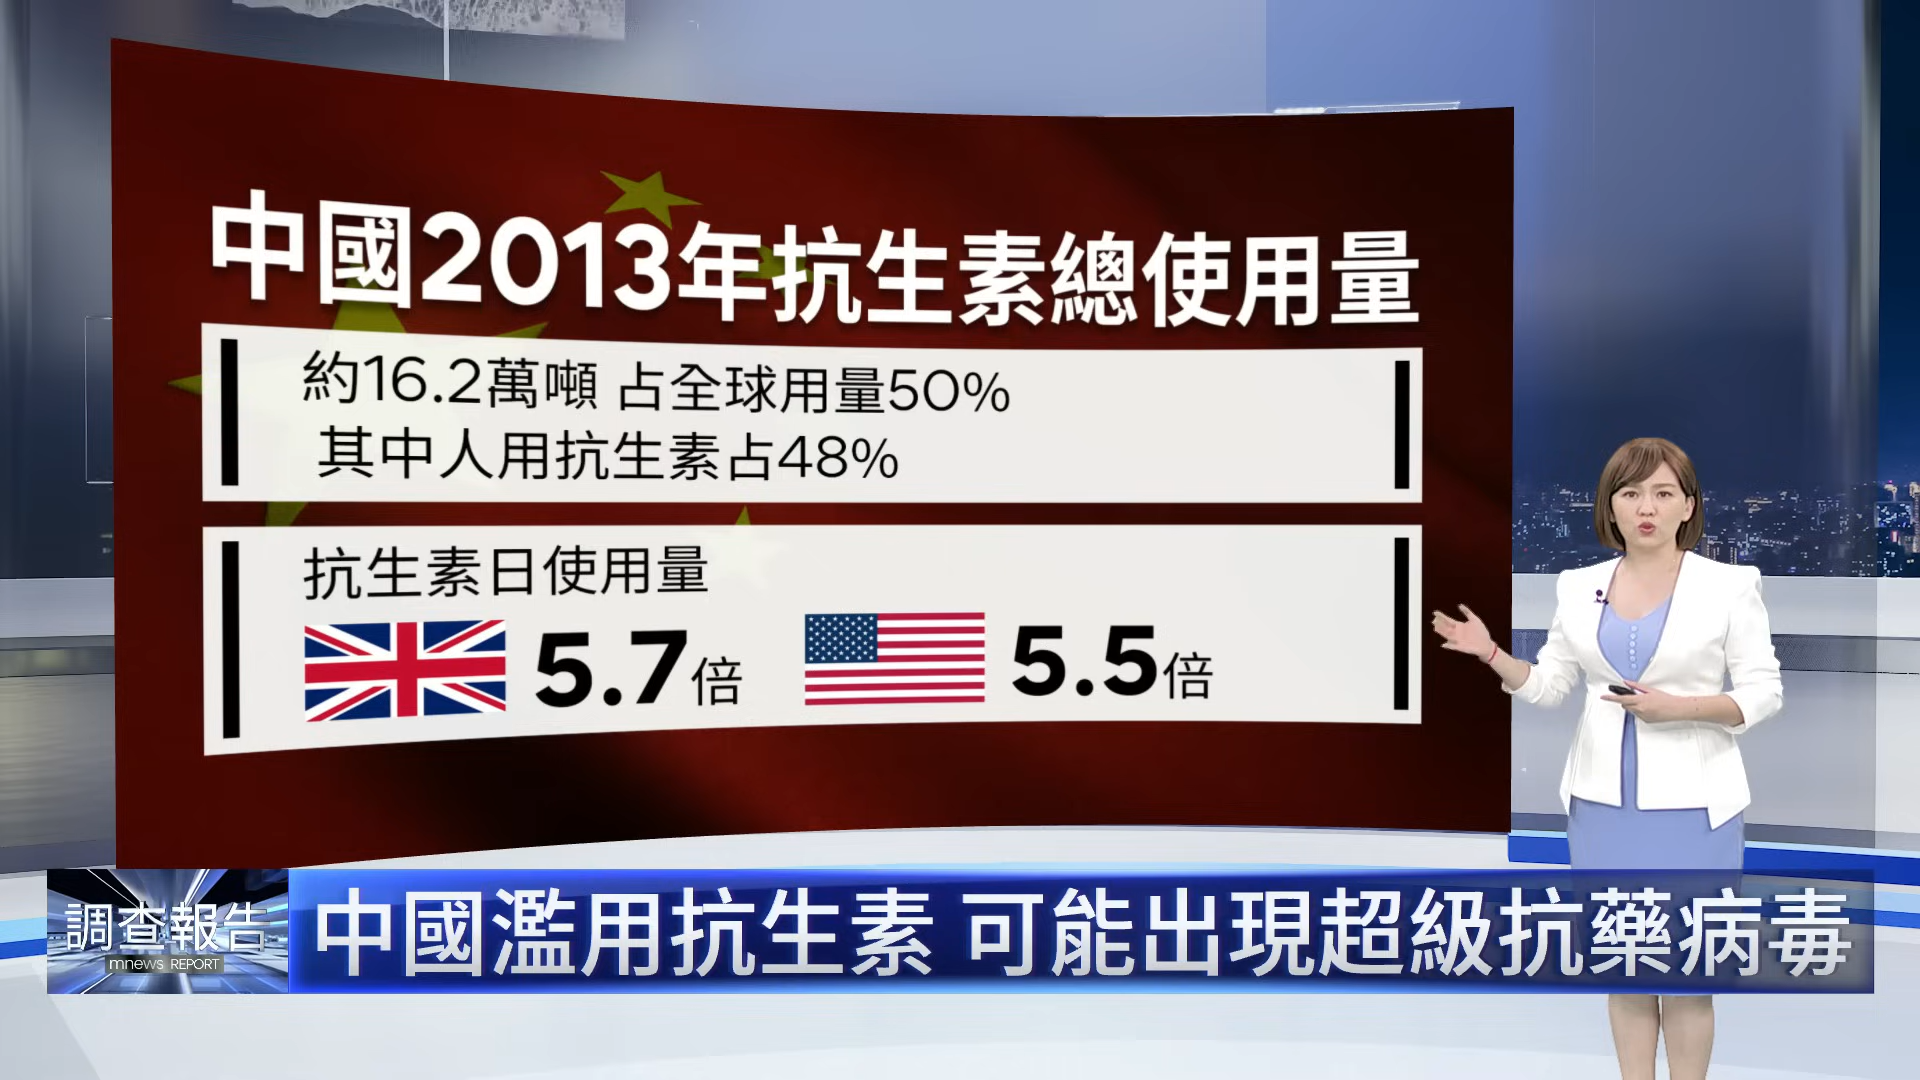 中國2013年抗生素總使用量
約16.2萬噸 占全球用量50%
其中人用抗生素占48%
抗生素日使用量
5.7倍 5.5倍
調查報告
mnews REPORT
中國濫用抗生素 可能出現超級抗藥病毒